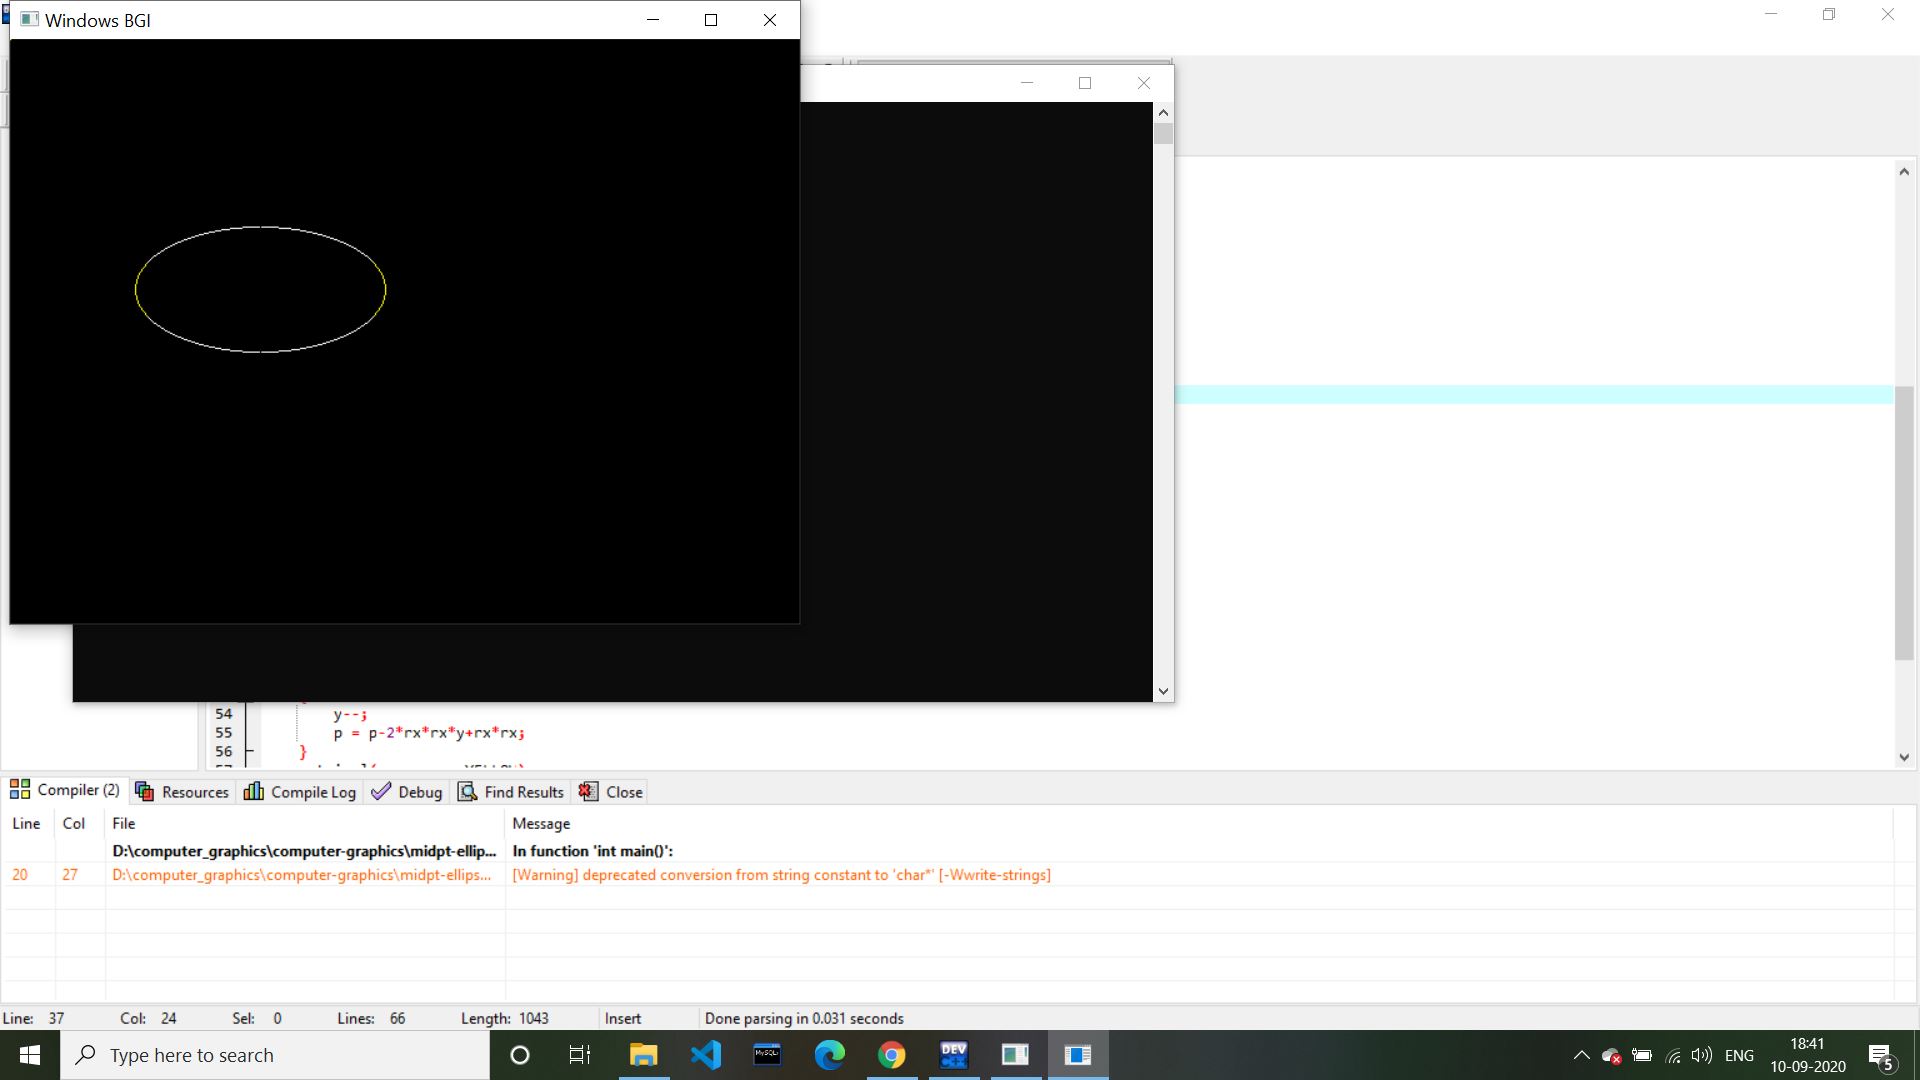 Windows BGI
54 y--;
55 p = p-2*rx*rx*y+rx*rx;
56 }
Compiler (2) Resources Compile Log Debug Find Results Close
Line Col File Message
D:\computer_graphics\computer-graphics\midpt-ellip... In function 'int main()':
20 27 D:\computer_graphics\computer-graphics\midpt-ellips... [Warning] deprecated conversion from string constant to 'char*' [-Wwrite-strings]
Line: 37 Col: 24 Sel: 0 Lines: 66 Length: 1043 Insert Done parsing in 0.031 seconds
Type here to search
DEV C++
MySQL
ENG
18:41
10-09-2020
5